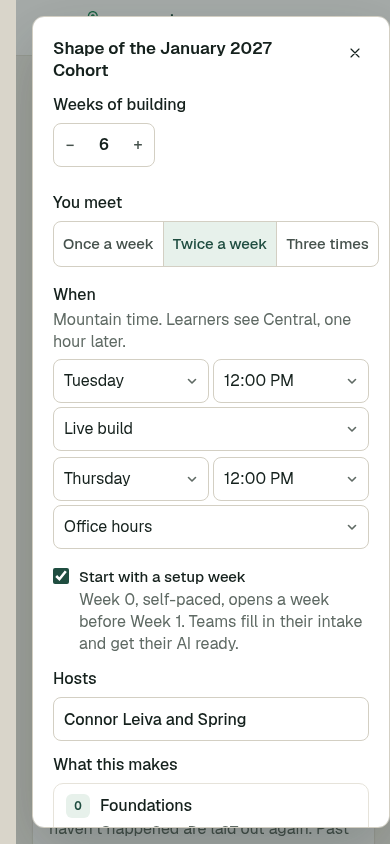 Shape of the January 2027
Cohort
Weeks of building
− 6 +
You meet
Once a week Twice a week Three times
When
Mountain time. Learners see Central, one
hour later.
Tuesday 12:00 PM
Live build
Thursday 12:00 PM
Office hours
Start with a setup week
Week 0, self-paced, opens a week
before Week 1. Teams fill in their intake
and get their AI ready.
Hosts
Connor Leiva and Spring
What this makes
0 Foundations
haven't happened are laid out again. Past